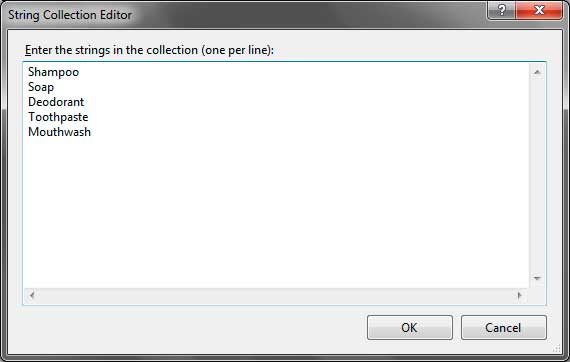 String Collection Editor
Enter the strings in the collection (one per line):
Shampoo
Soap
Deodorant
Toothpaste
Mouthwash
OK
Cancel